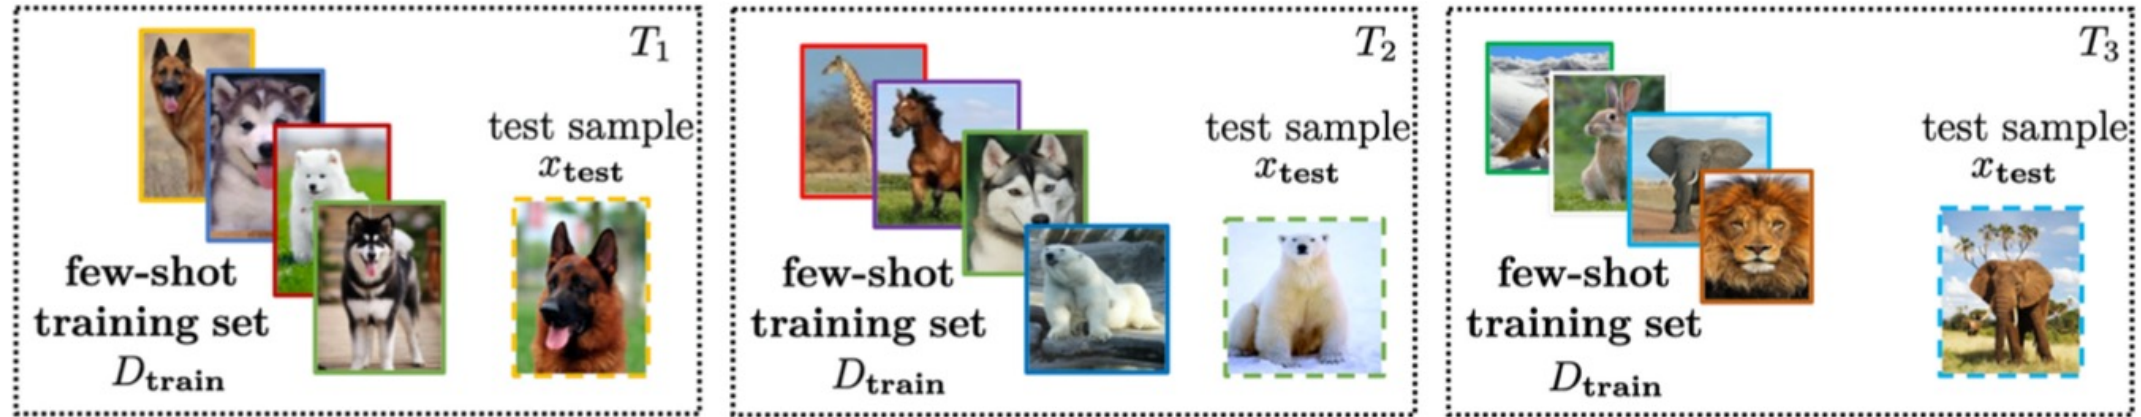 T₁
test sample
x_test
few-shot
training set
D_train
T₂
test sample
x_test
few-shot
training set
D_train
T₃
test sample
x_test
few-shot
training set
D_train